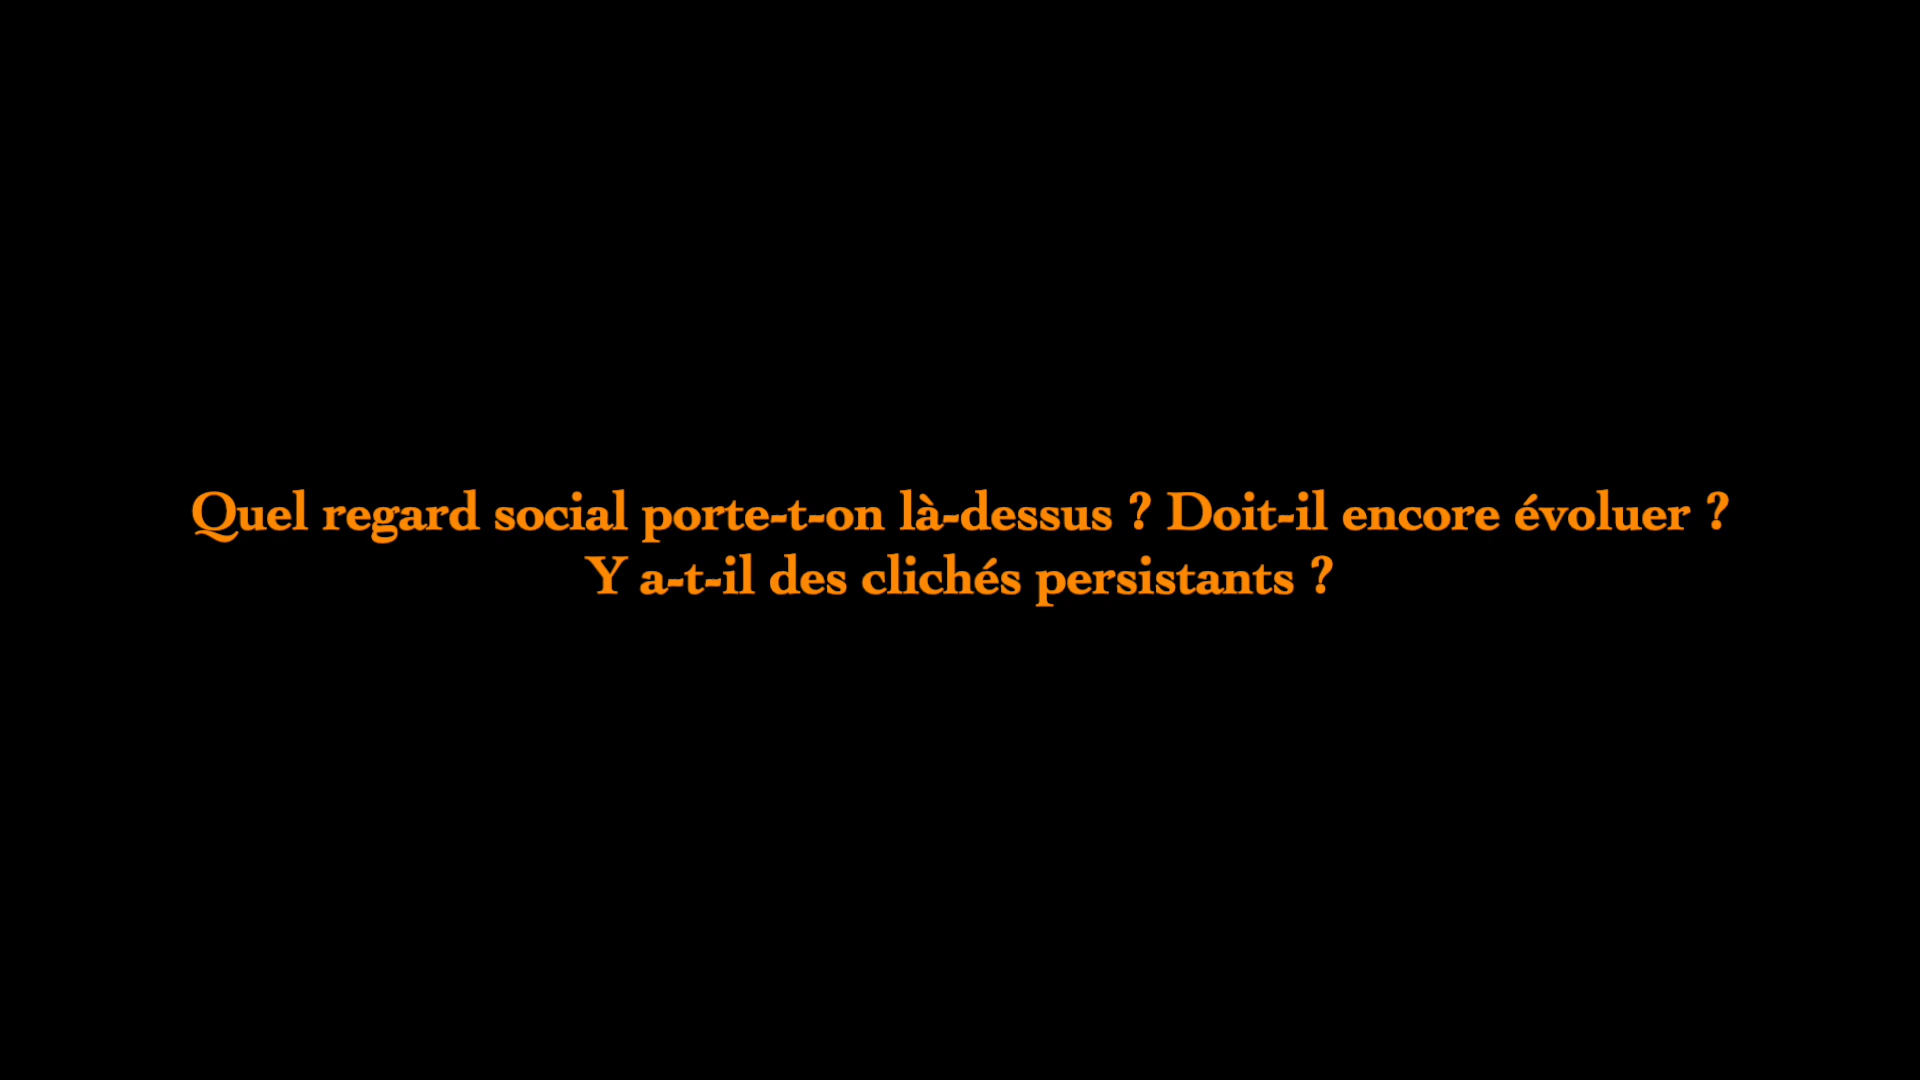 Quel regard social porte-t-on là-dessus ? Doit-il encore évoluer ?
Y a-t-il des clichés persistants ?